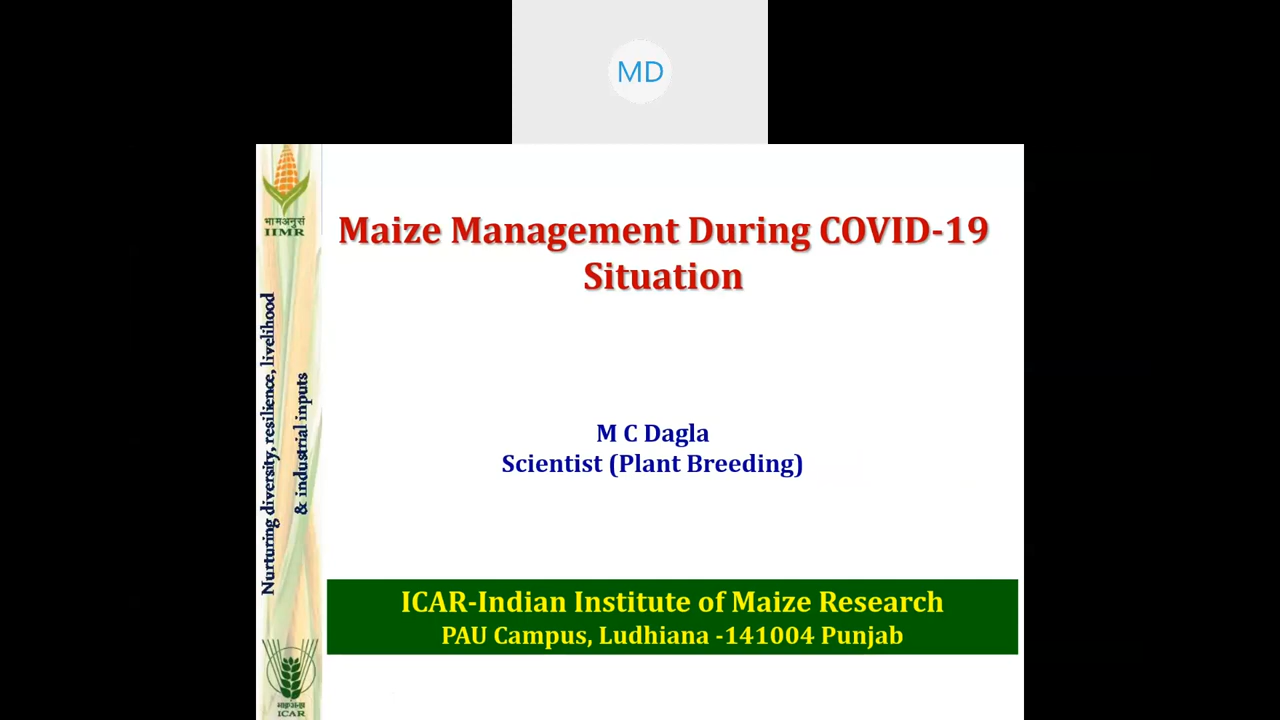 MD
भा म अनु सं
IIMR
Maize Management During COVID-19
Situation
Nurturing diversity, resilience, livelihood
& industrial inputs
M C Dagla
Scientist (Plant Breeding)
ICAR-Indian Institute of Maize Research
PAU Campus, Ludhiana -141004 Punjab
भाकृअनुप
ICAR